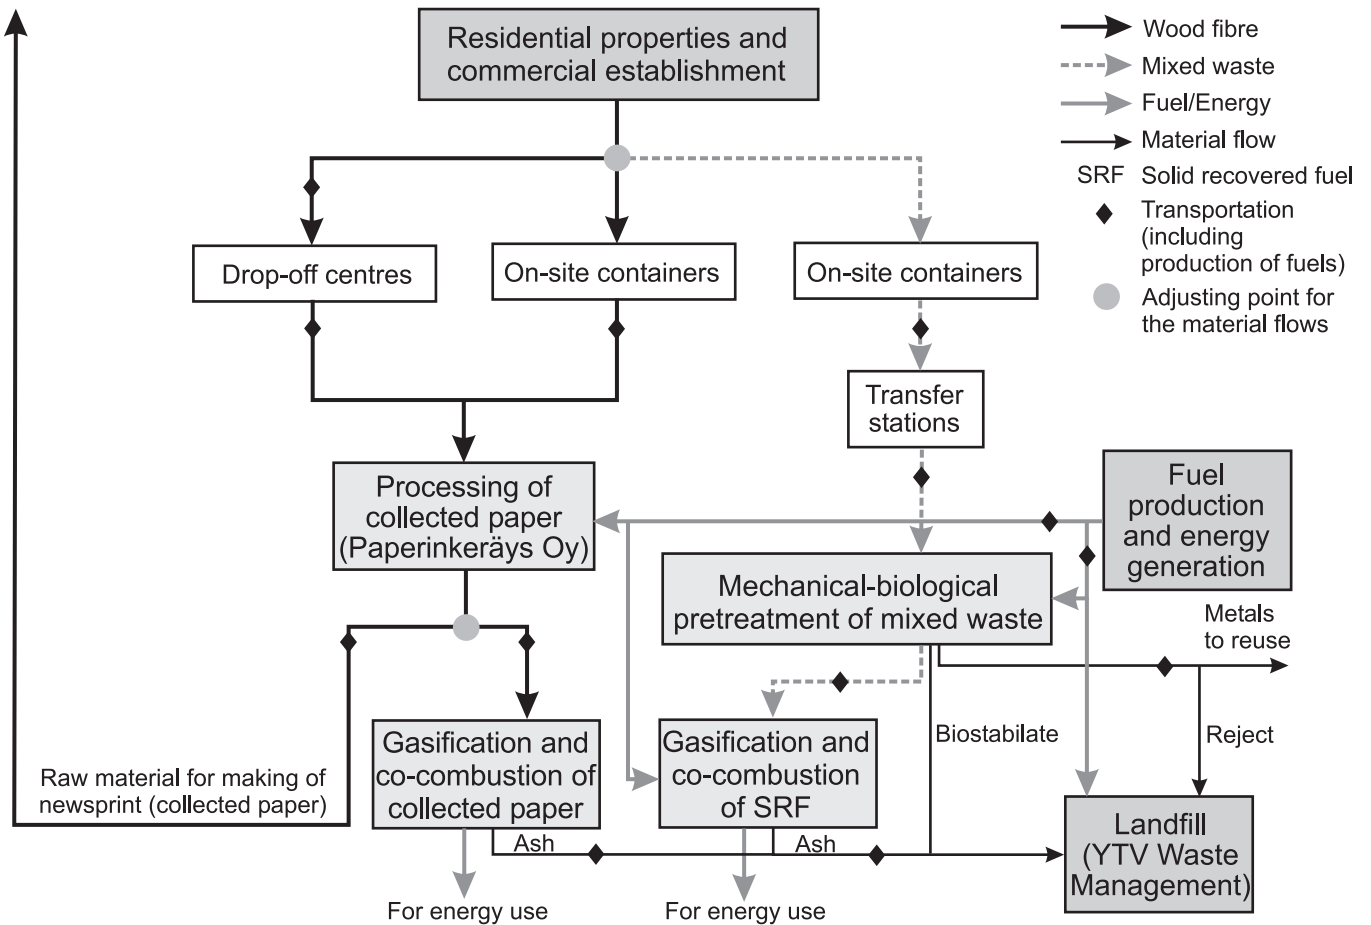 Residential properties and
commercial establishment
Wood fibre
Mixed waste
Fuel/Energy
Material flow
SRF Solid recovered fuel
Transportation
(including
production of fuels)
Adjusting point for
the material flows
Drop-off centres
On-site containers
On-site containers
Transfer
stations
Processing of
collected paper
(Paperinkeräys Oy)
Fuel
production
and energy
generation
Mechanical-biological
pretreatment of mixed waste
Metals
to reuse
Gasification and
co-combustion of
collected paper
Gasification and
co-combustion
of SRF
Biostabilate
Reject
Raw material for making of
newsprint (collected paper)
Landfill
(YTV Waste
Management)
Ash
Ash
For energy use
For energy use